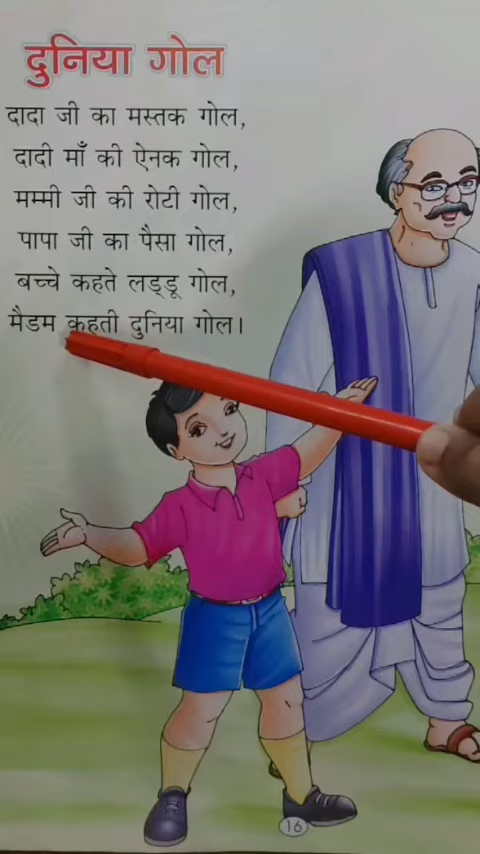 दुनिया गोल
दादा जी का मस्तक गोल,
दादी माँ की ऐनक गोल,
मम्मी जी की रोटी गोल,
पापा जी का पैसा गोल,
बच्चे कहते लड्डू गोल,
मैडम कहती दुनिया गोल।
16